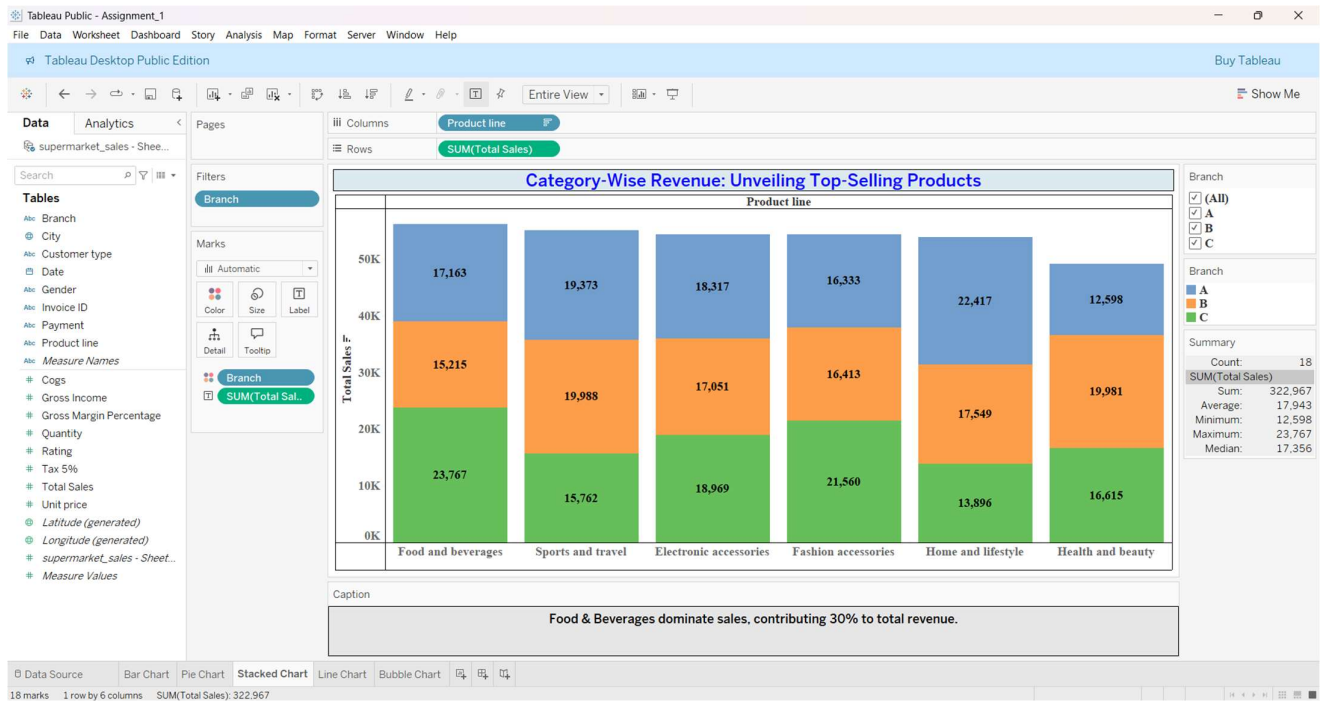 Tableau Public - Assignment_1
File Data Worksheet Dashboard Story Analysis Map Format Server Window Help
Tableau Desktop Public Edition
Buy Tableau
Entire View
Show Me
Data Analytics
supermarket_sales - Shee...
Search
Tables
Abc Branch
City
Abc Customer type
Date
Abc Gender
Abc Invoice ID
Abc Payment
Abc Product line
Abc Measure Names
# Cogs
# Gross Income
# Gross Margin Percentage
# Quantity
# Rating
# Tax 5%
# Total Sales
# Unit price
Latitude (generated)
Longitude (generated)
# supermarket_sales - Sheet...
# Measure Values
Pages
Filters
Branch
Marks
Automatic
Color Size Label
Detail Tooltip
Branch
SUM(Total Sal..
Columns Product line
Rows SUM(Total Sales)
Category-Wise Revenue: Unveiling Top-Selling Products
Product line
Total Sales
50K
40K
30K
20K
10K
0K
17,163 19,373 18,317 16,333 22,417 12,598
15,215 19,988 17,051 16,413 17,549 19,981
23,767 15,762 18,969 21,560 13,896 16,615
Food and beverages Sports and travel Electronic accessories Fashion accessories Home and lifestyle Health and beauty
Caption
Food & Beverages dominate sales, contributing 30% to total revenue.
Branch
(All)
A
B
C
Branch
A
B
C
Summary
Count: 18
SUM(Total Sales)
Sum: 322,967
Average: 17,943
Minimum: 12,598
Maximum: 23,767
Median: 17,356
Data Source Bar Chart Pie Chart Stacked Chart Line Chart Bubble Chart
18 marks 1 row by 6 columns SUM(Total Sales): 322,967